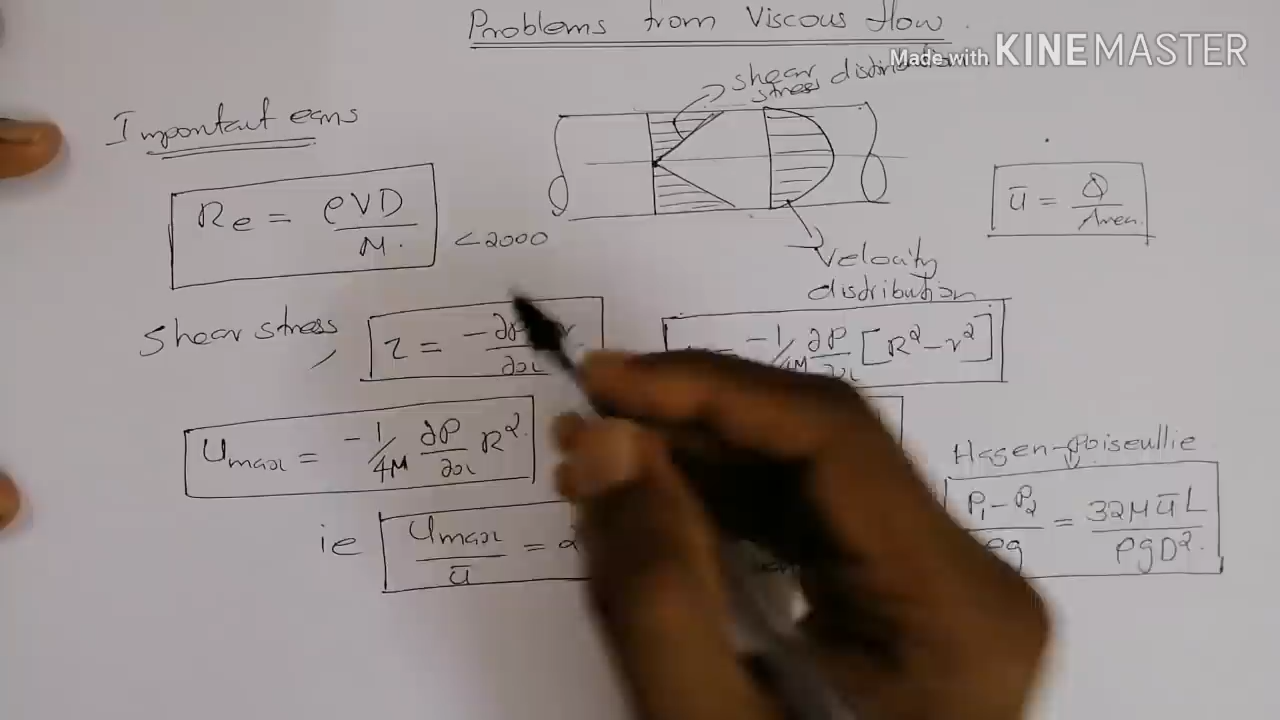 Problems from Viscous flow
Made with KINEMASTER
shear
stress distribution
Important eqns
Re = ρVD / μ
<2000
ū = Q / Area
Velocity
distribution
Shear stress
τ = -∂P / ∂x
-1/4μ ∂P/∂x [R² - r²]
Umax = -1/4μ ∂P/∂x R²
ie Umax / ū =
Hagen-poiseullie
P₁ - P₂ / ρg = 32μūL / ρgD²